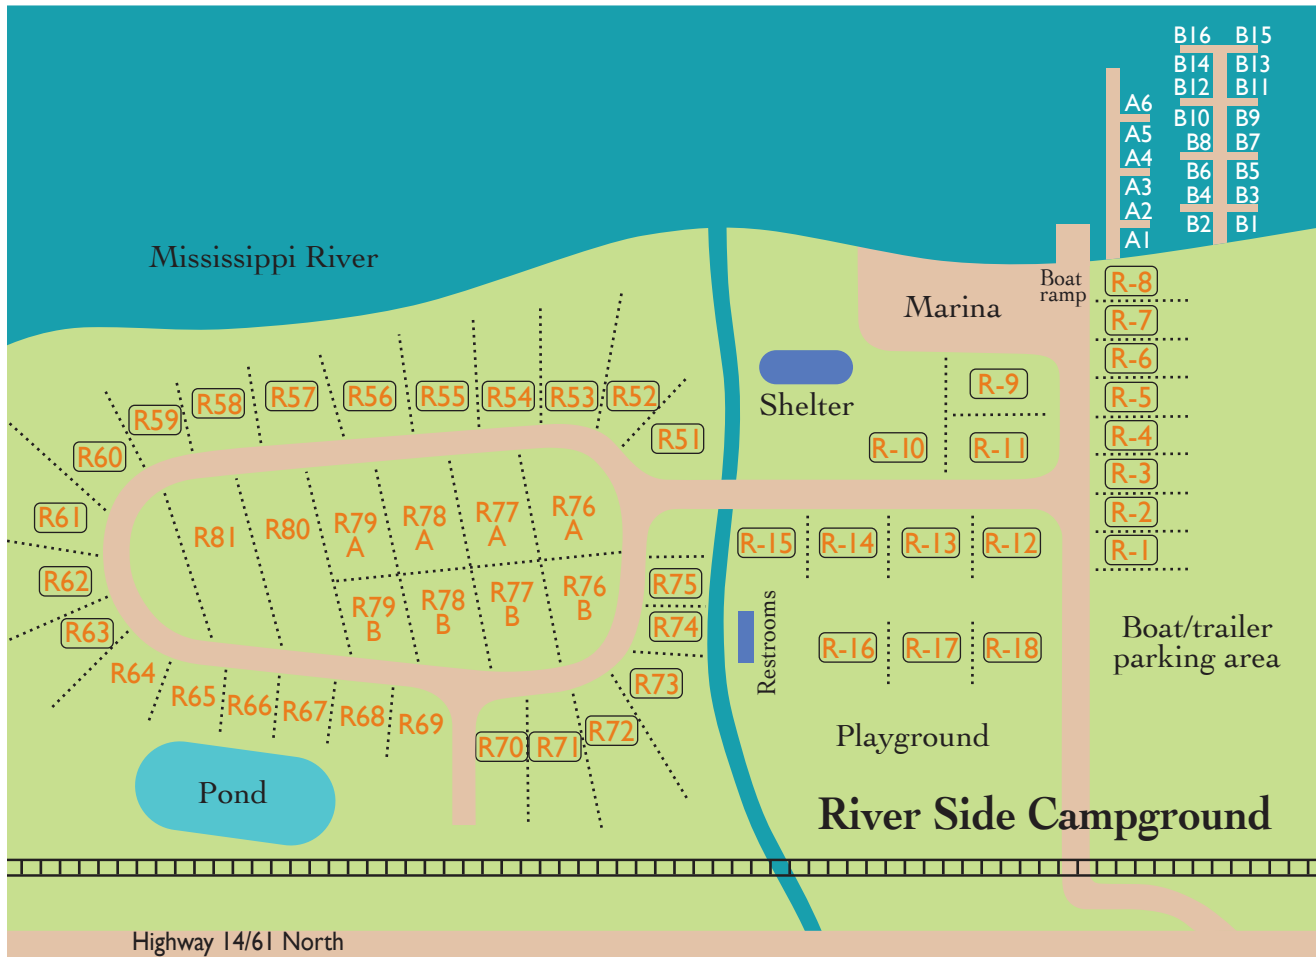 B16 B15
B14 B13
B12 B11
B10 B9
B8 B7
B6 B5
B4 B3
B2 B1
A6
A5
A4
A3
A2
A1
Mississippi River
Boat
ramp
Marina
R-8
R-7
R-6
R-5
R-4
R-3
R-2
R-1
Shelter
R-9
R-10
R-11
R51
R52
R53
R54
R55
R56
R57
R58
R59
R60
R61
R62
R63
R64
R65
R66
R67
R68
R69
R70
R71
R72
R73
R74
R75
R81
R80
R79
A
R78
A
R77
A
R76
A
R79
B
R78
B
R77
B
R76
B
R-15
R-14
R-13
R-12
R-16
R-17
R-18
Restrooms
Boat/trailer
parking area
Playground
Pond
River Side Campground
Highway 14/61 North